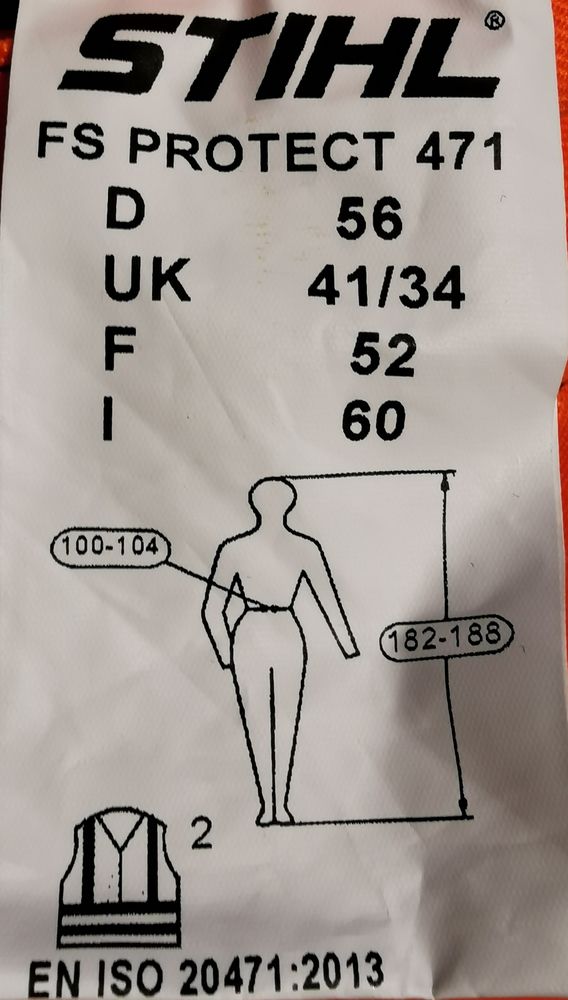 STIHL®
FS PROTECT 471
D 56
UK 41/34
F 52
I 60
100-104
182-188
2
EN ISO 20471:2013